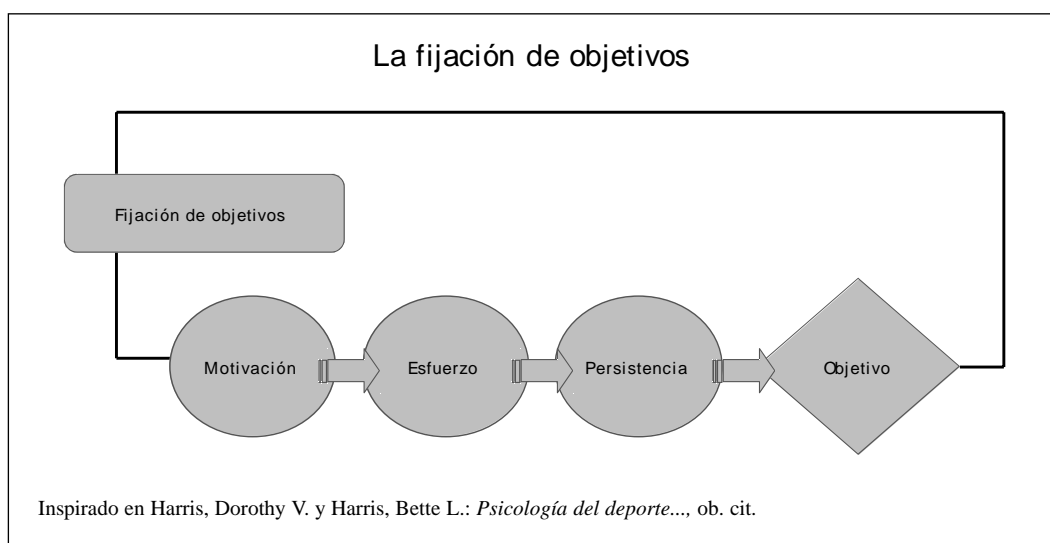 La fijación de objetivos
Fijación de objetivos
Motivación
Esfuerzo
Persistencia
Objetivo
Inspirado en Harris, Dorothy V. y Harris, Bette L.: Psicología del deporte..., ob. cit.